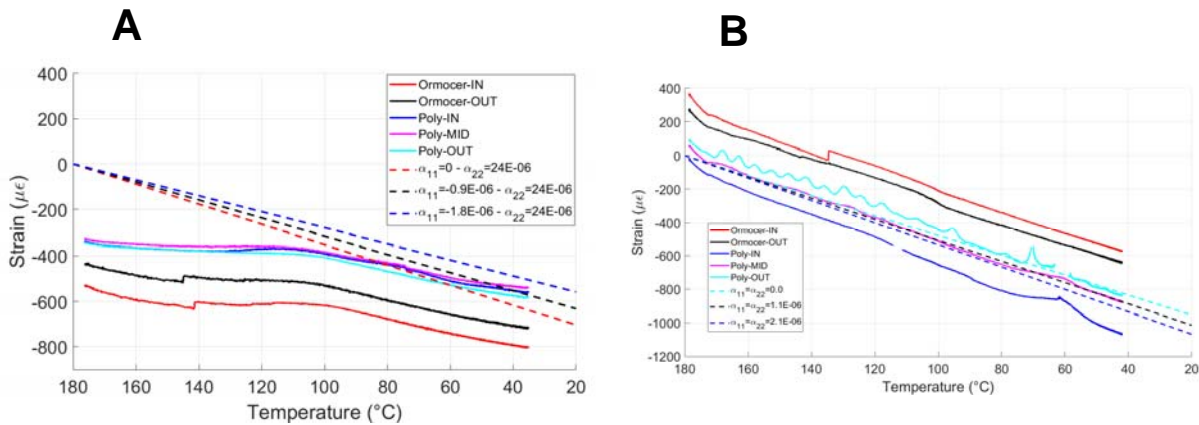 A
B
400
200
0
-200
-400
-600
-800
180
160
140
120
100
80
60
40
20
Strain (με)
Temperature (°C)
Ormocer-IN
Ormocer-OUT
Poly-IN
Poly-MID
Poly-OUT
α11=0 - α22=24E-06
α11=-0.9E-06 - α22=24E-06
α11=-1.8E-06 - α22=24E-06
400
200
0
-200
-400
-600
-800
-1000
-1200
180
160
140
120
100
80
60
40
20
Strain (με)
Temperature (°C)
Ormocer-IN
Ormocer-OUT
Poly-IN
Poly-MID
Poly-OUT
α11=α22=0.0
α11=α22=1.1E-06
α11=α22=2.1E-06